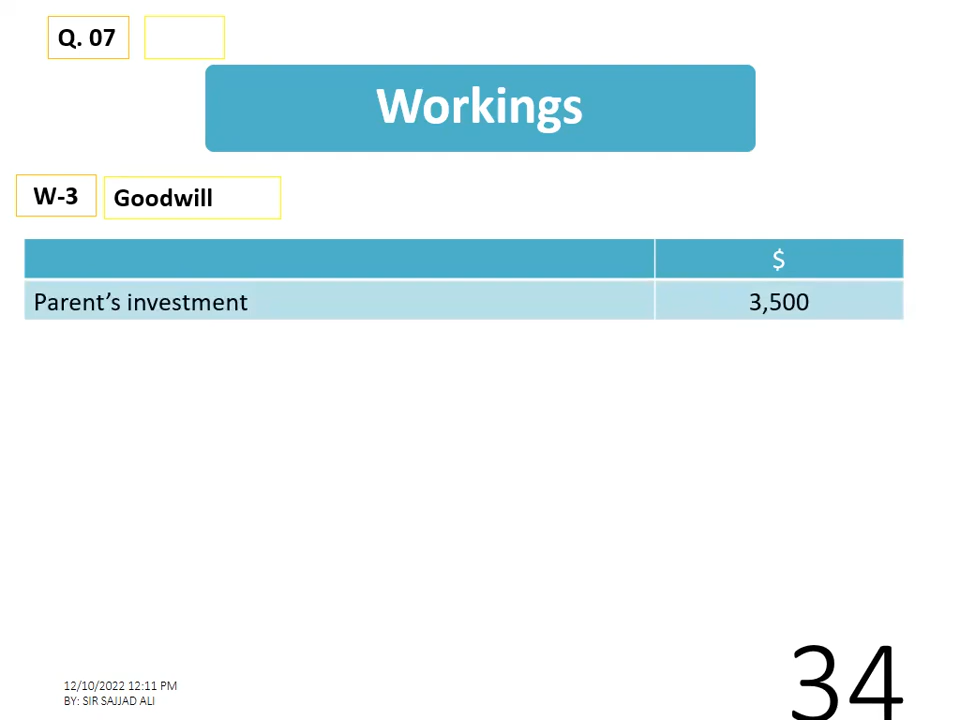 Q. 07
Workings
W-3 Goodwill
$
Parent’s investment 3,500
12/10/2022 12:11 PM
BY: SIR SAJJAD ALI
34